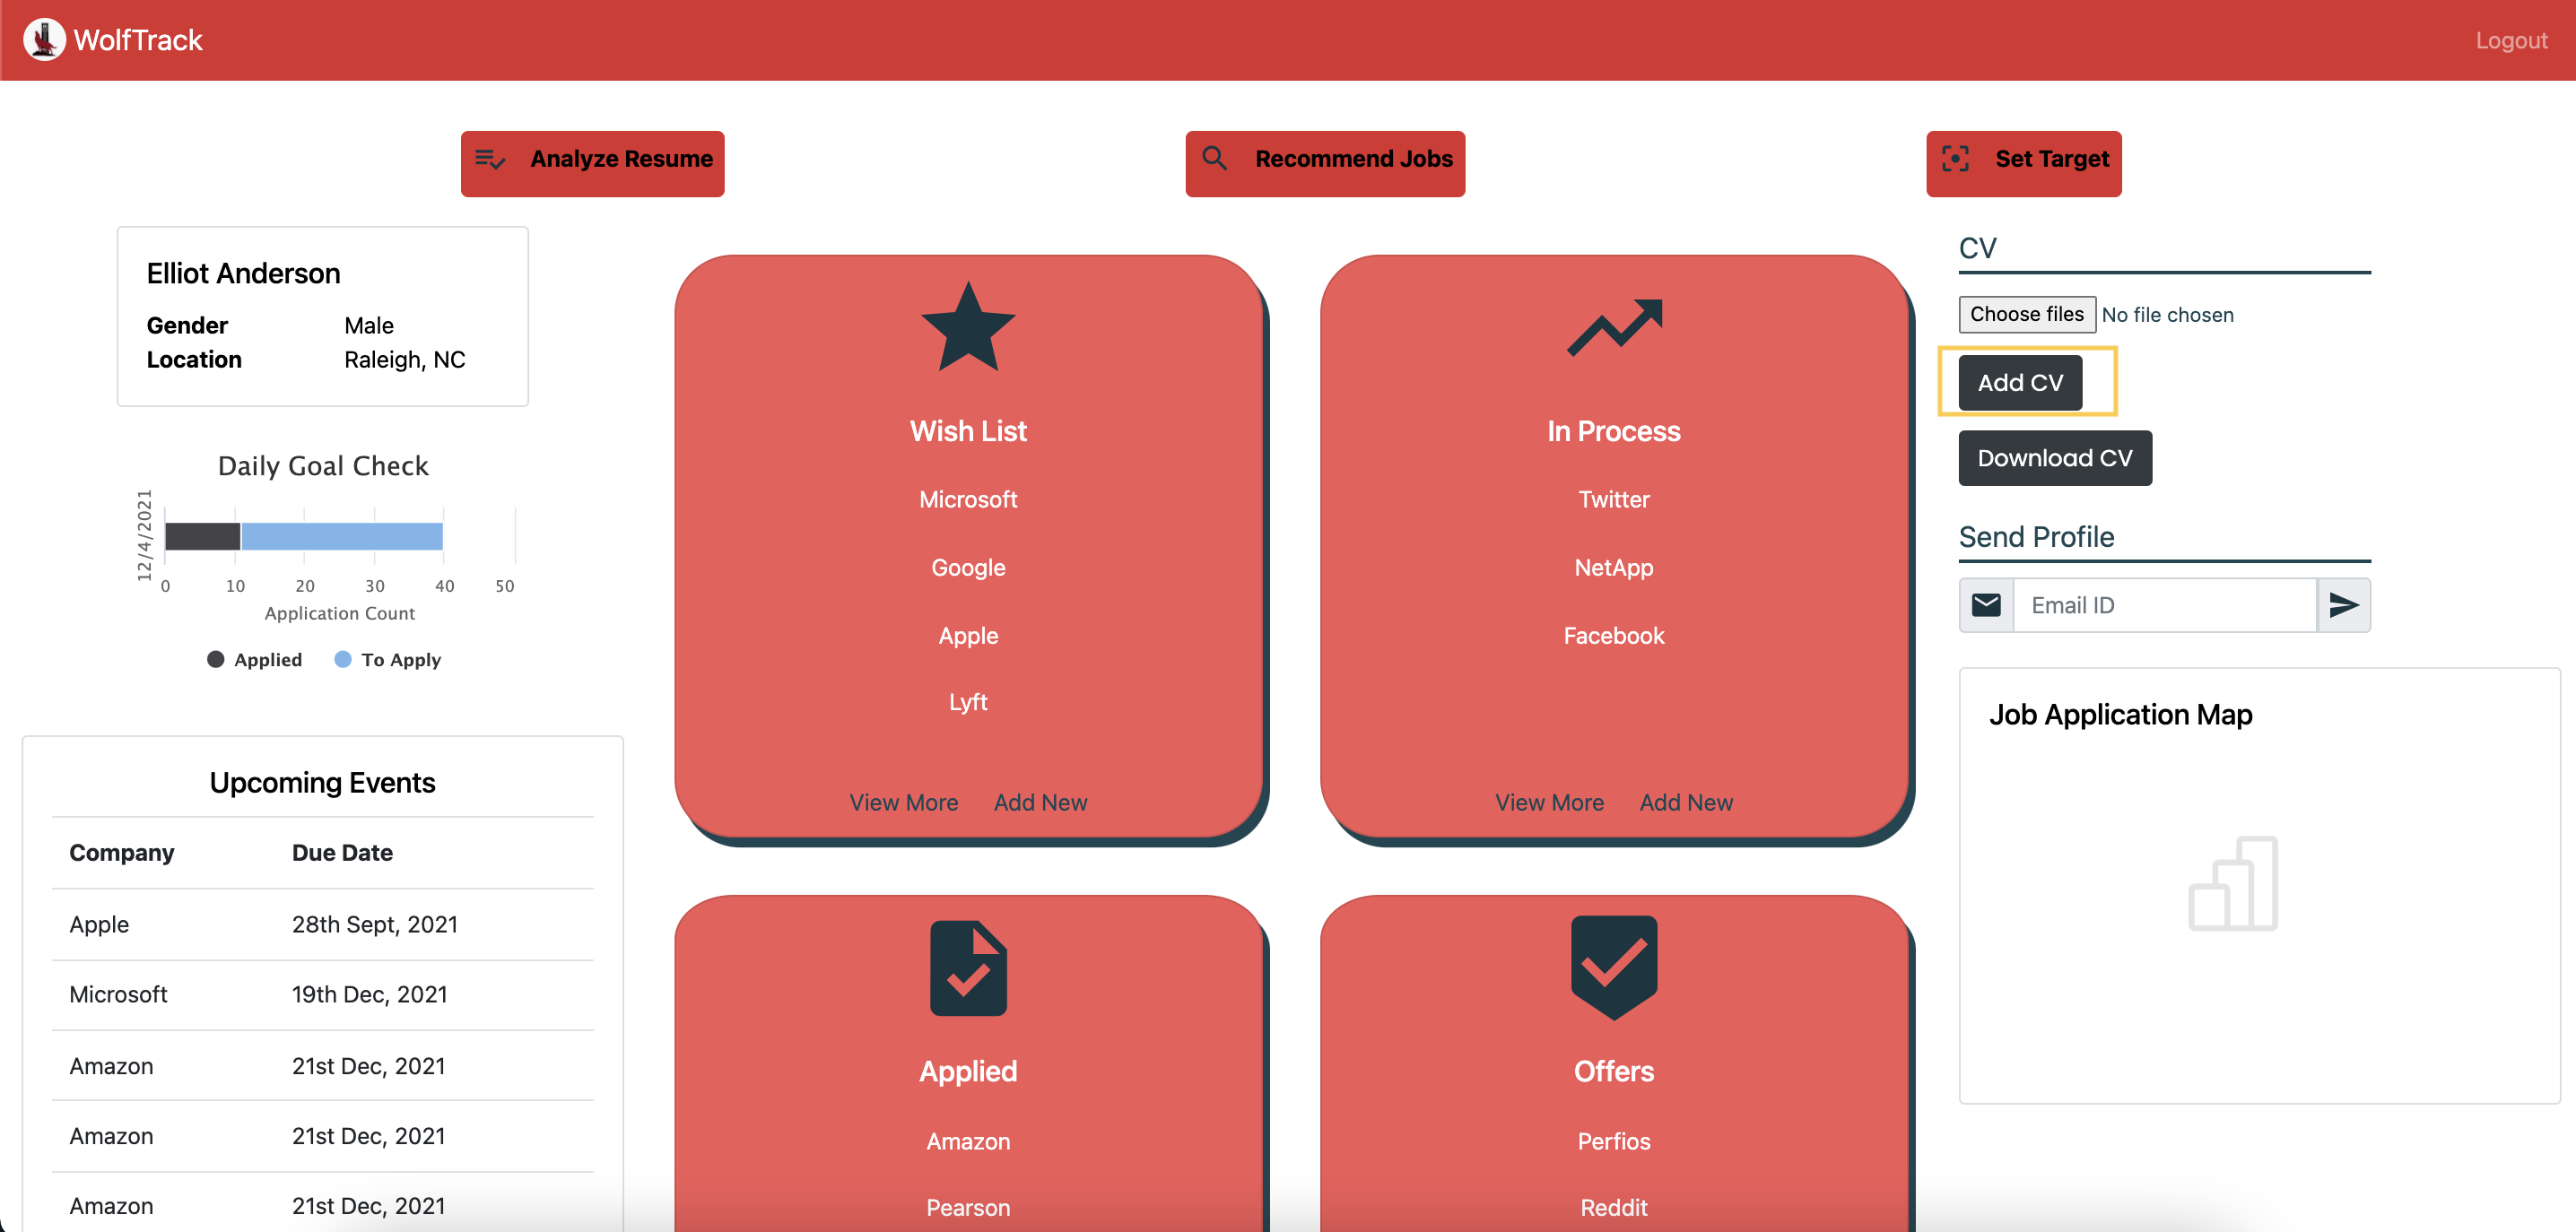 WolfTrack
Logout
Analyze Resume
Recommend Jobs
Set Target
Elliot Anderson
Gender Male
Location Raleigh, NC
Daily Goal Check
12/4/2021
0 10 20 30 40 50
Application Count
Applied To Apply
Upcoming Events
Company Due Date
Apple 28th Sept, 2021
Microsoft 19th Dec, 2021
Amazon 21st Dec, 2021
Amazon 21st Dec, 2021
Amazon 21st Dec, 2021
Wish List
Microsoft
Google
Apple
Lyft
View More Add New
In Process
Twitter
NetApp
Facebook
View More Add New
Applied
Amazon
Pearson
Offers
Perfios
Reddit
CV
Choose files No file chosen
Add CV
Download CV
Send Profile
Email ID
Job Application Map